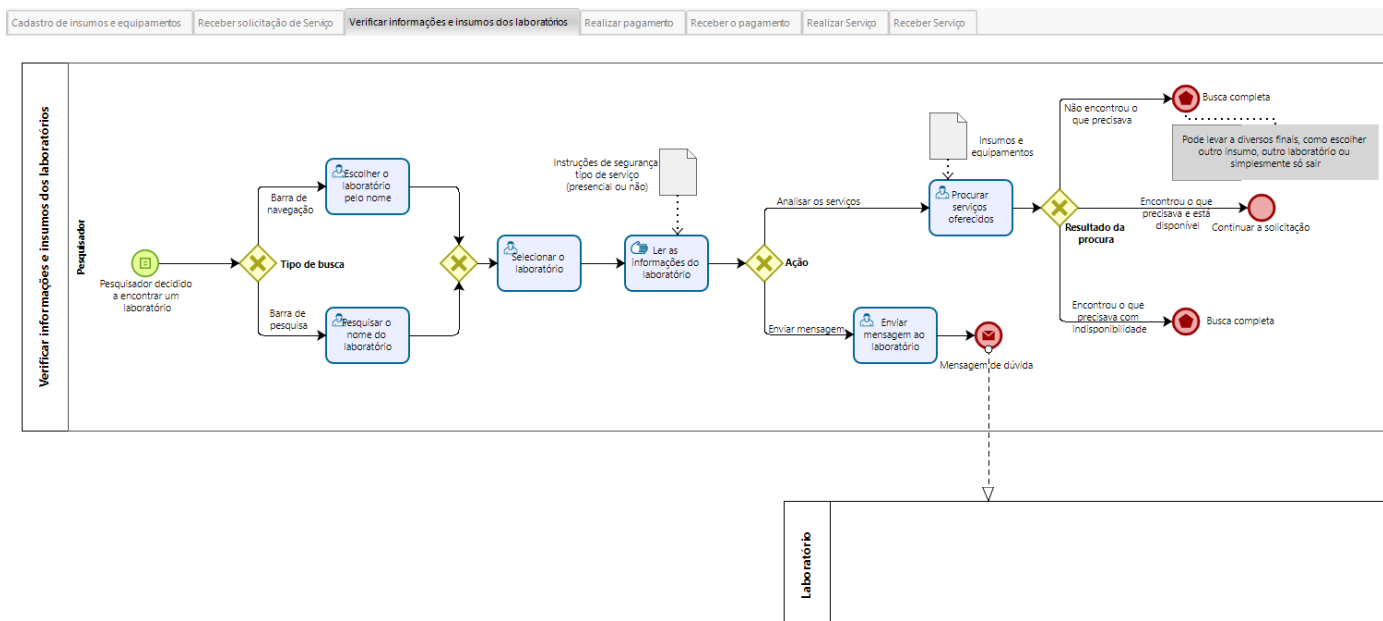 Cadastro de insumos e equipamentos
Receber solicitação de Serviço
Verificar informações e insumos dos laboratórios
Realizar pagamento
Receber o pagamento
Realizar Serviço
Receber Serviço
Verificar informações e insumos dos laboratórios
Pesquisador
Pesquisador decidido
a encontrar um
laboratório
Tipo de busca
Barra de
navegação
Barra de
pesquisa
Escolher o
laboratório
pelo nome
Pesquisar o
nome do
laboratório
Selecionar o
laboratório
Instruções de segurança
tipo de serviço
(presencial ou não)
Ler as
informações do
laboratório
Ação
Analisar os serviços
Enviar mensagem
Enviar
mensagem ao
laboratório
Mensagem de dúvida
Insumos e
equipamentos
Procurar
serviços
oferecidos
Resultado da
procura
Não encontrou o
que precisava
Busca completa
Pode levar a diversos finais, como escolher
outro insumo, outro laboratório ou
simplesmente só sair
Encontrou o que
precisava e está
disponível
Continuar a solicitação
Encontrou o que
precisava com
indisponibilidade
Busca completa
Laboratório